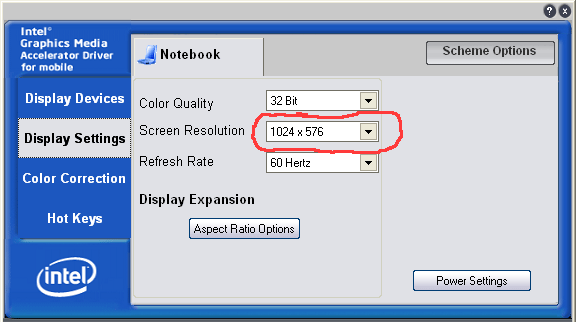 ? x
Intel®
Graphics Media
Accelerator Driver
for mobile
Notebook
Scheme Options
Display Devices
Display Settings
Color Correction
Hot Keys
intel
Color Quality 32 Bit
Screen Resolution 1024 x 576
Refresh Rate 60 Hertz
Display Expansion
Aspect Ratio Options
Power Settings